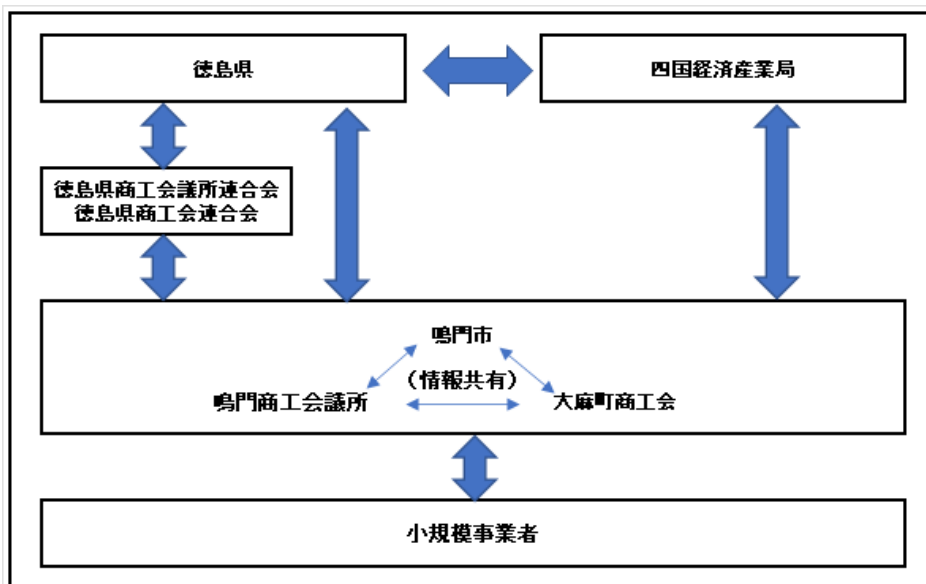 徳島県
四国経済産業局
徳島県商工会議所連合会
徳島県商工会連合会
鳴門市
（情報共有）
鳴門商工会議所
大麻町商工会
小規模事業者